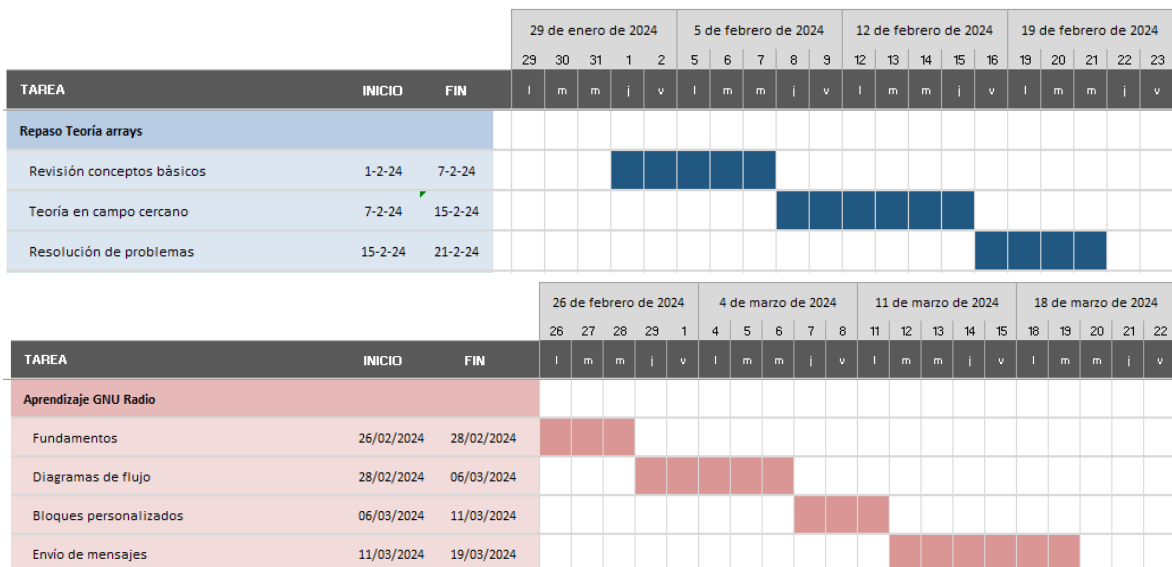 29 de enero de 2024 5 de febrero de 2024 12 de febrero de 2024 19 de febrero de 2024
29 30 31 1 2 5 6 7 8 9 12 13 14 15 16 19 20 21 22 23
TAREA INICIO FIN l m m j v l m m j v l m m j v l m m j v
Repaso Teoría arrays
Revisión conceptos básicos 1-2-24 7-2-24
Teoría en campo cercano 7-2-24 15-2-24
Resolución de problemas 15-2-24 21-2-24
26 de febrero de 2024 4 de marzo de 2024 11 de marzo de 2024 18 de marzo de 2024
26 27 28 29 1 4 5 6 7 8 11 12 13 14 15 18 19 20 21 22
TAREA INICIO FIN l m m j v l m m j v l m m j v l m m j v
Aprendizaje GNU Radio
Fundamentos 26/02/2024 28/02/2024
Diagramas de flujo 28/02/2024 06/03/2024
Bloques personalizados 06/03/2024 11/03/2024
Envío de mensajes 11/03/2024 19/03/2024